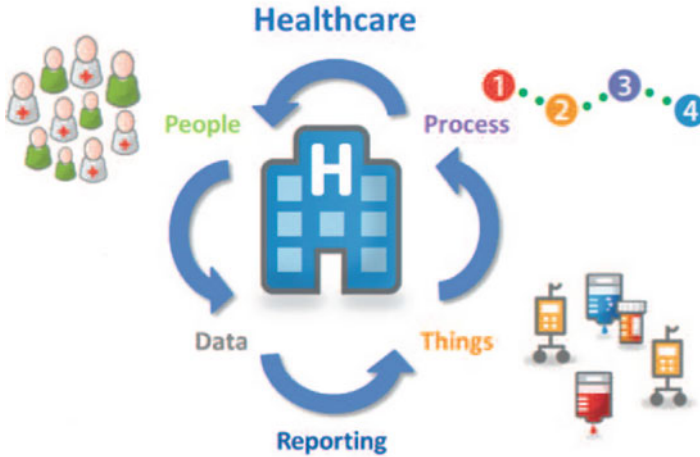 Healthcare
People
Process
1
2
3
4
H
Data
Things
Reporting